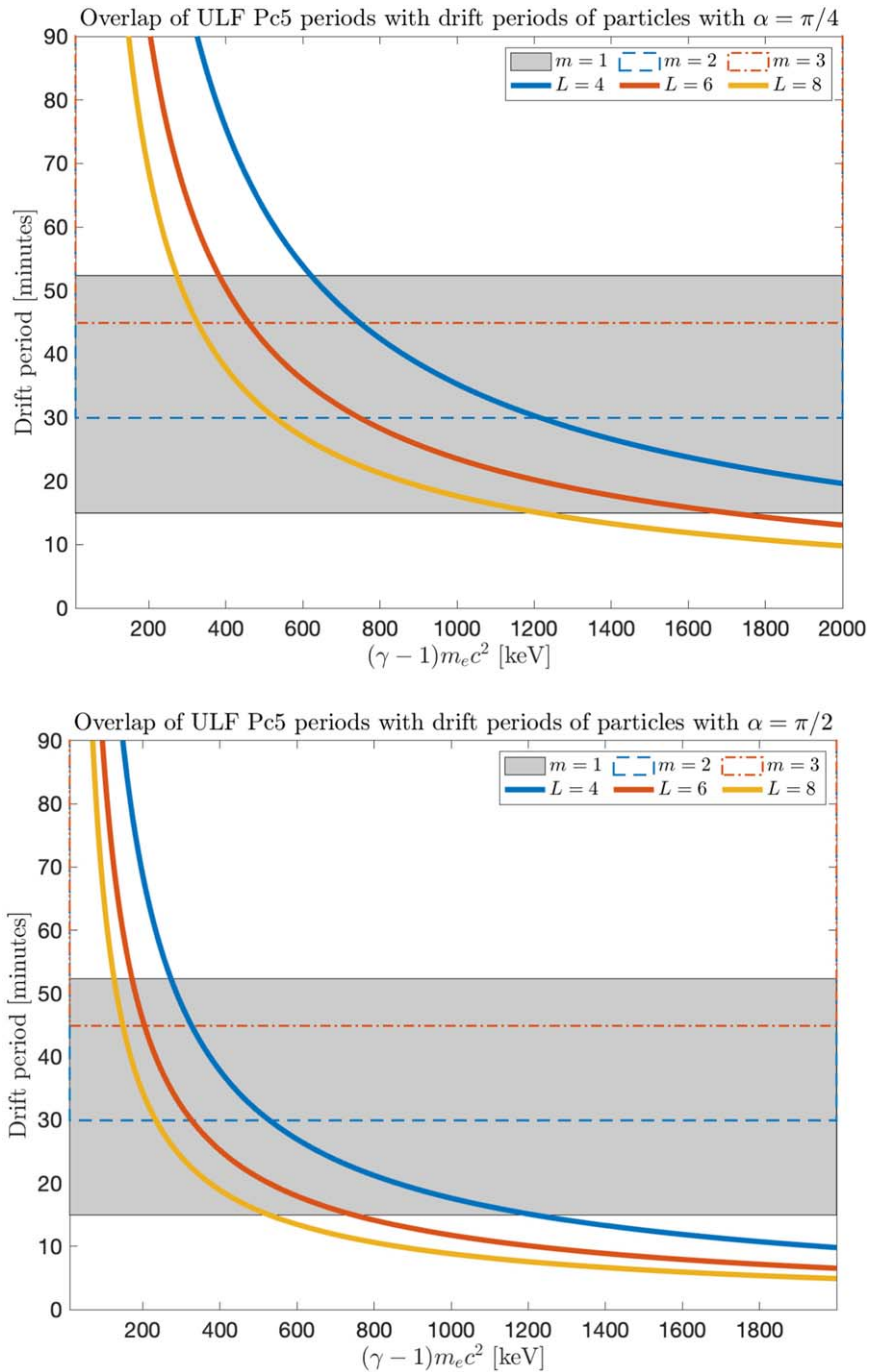 Overlap of ULF Pc5 periods with drift periods of particles with α = π/4
90
80
70
60
50
40
30
20
10
0
Drift period [minutes]
m = 1 m = 2 m = 3
L = 4 L = 6 L = 8
200 400 600 800 1000 1200 1400 1600 1800 2000
(γ − 1)mₑc² [keV]
Overlap of ULF Pc5 periods with drift periods of particles with α = π/2
90
80
70
60
50
40
30
20
10
0
Drift period [minutes]
m = 1 m = 2 m = 3
L = 4 L = 6 L = 8
200 400 600 800 1000 1200 1400 1600 1800
(γ − 1)mₑc² [keV]